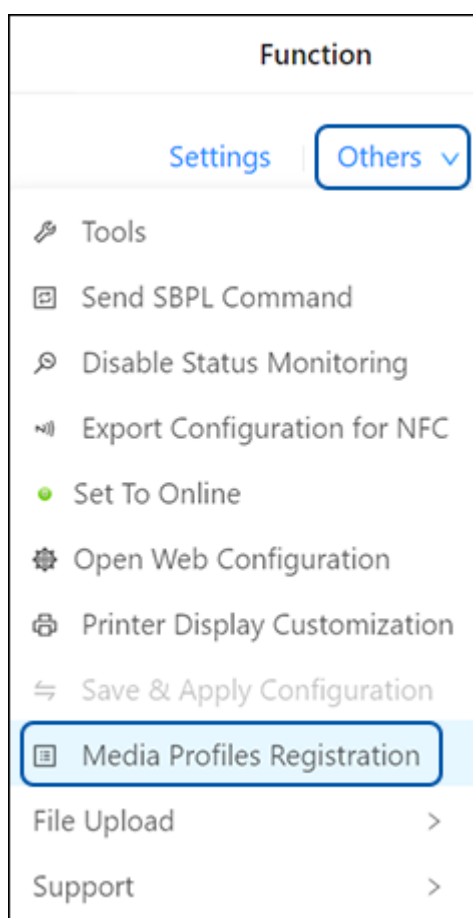 Function
Settings Others
Tools
Send SBPL Command
Disable Status Monitoring
Export Configuration for NFC
Set To Online
Open Web Configuration
Printer Display Customization
Save & Apply Configuration
Media Profiles Registration
File Upload
Support